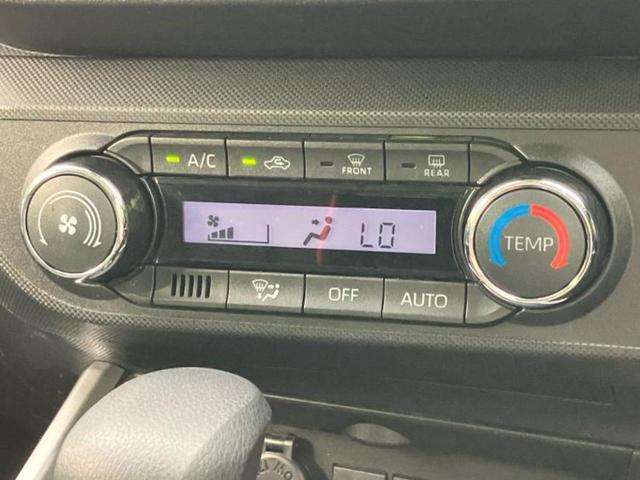 A/C FRONT REAR
LO
TEMP
OFF AUTO